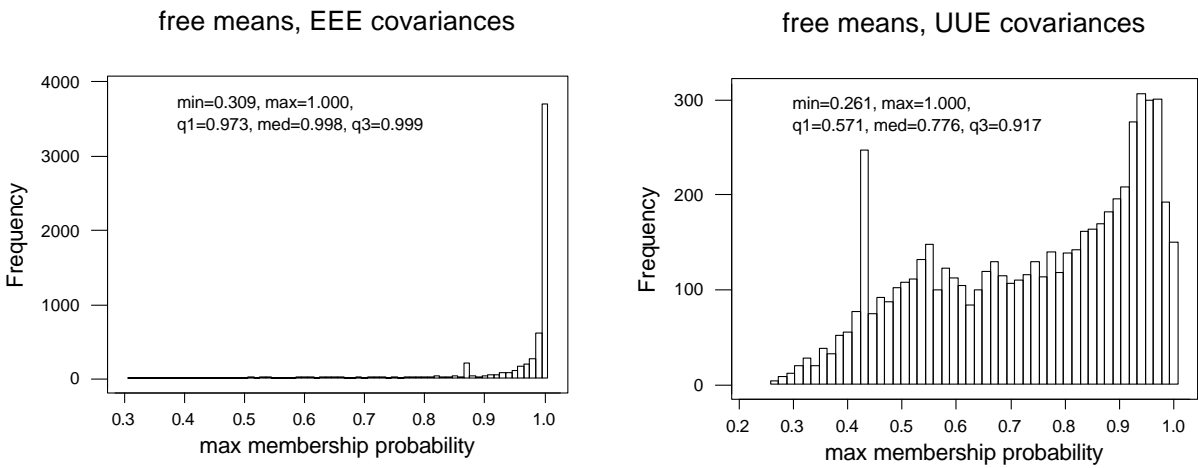 free means, EEE covariances
min=0.309, max=1.000,
q1=0.973, med=0.998, q3=0.999
4000
3000
2000
1000
0
Frequency
0.3 0.4 0.5 0.6 0.7 0.8 0.9 1.0
max membership probability
free means, UUE covariances
min=0.261, max=1.000,
q1=0.571, med=0.776, q3=0.917
300
200
100
0
Frequency
0.2 0.3 0.4 0.5 0.6 0.7 0.8 0.9 1.0
max membership probability